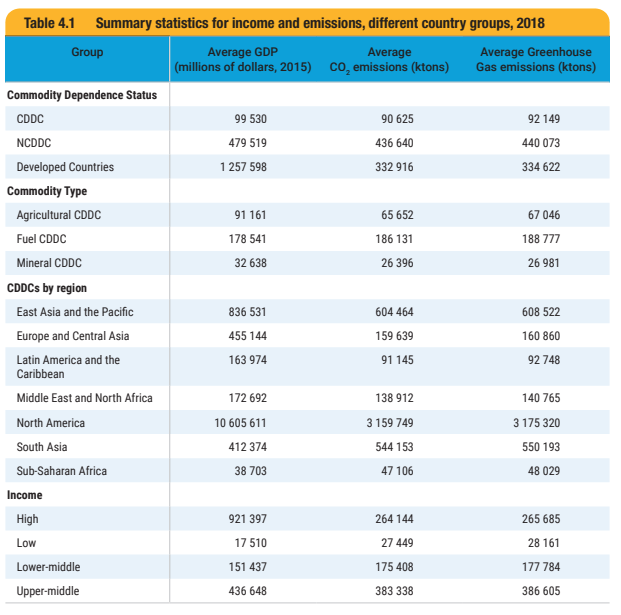 Table 4.1 Summary statistics for income and emissions, different country groups, 2018
Group Average GDP Average Average Greenhouse
(millions of dollars, 2015) CO2 emissions (ktons) Gas emissions (ktons)
Commodity Dependence Status
CDDC 99 530 90 625 92 149
NCDDC 479 519 436 640 440 073
Developed Countries 1 257 598 332 916 334 622
Commodity Type
Agricultural CDDC 91 161 65 652 67 046
Fuel CDDC 178 541 186 131 188 777
Mineral CDDC 32 638 26 396 26 981
CDDCs by region
East Asia and the Pacific 836 531 604 464 608 522
Europe and Central Asia 455 144 159 639 160 860
Latin America and the 163 974 91 145 92 748
Caribbean
Middle East and North Africa 172 692 138 912 140 765
North America 10 605 611 3 159 749 3 175 320
South Asia 412 374 544 153 550 193
Sub-Saharan Africa 38 703 47 106 48 029
Income
High 921 397 264 144 265 685
Low 17 510 27 449 28 161
Lower-middle 151 437 175 408 177 784
Upper-middle 436 648 383 338 386 605